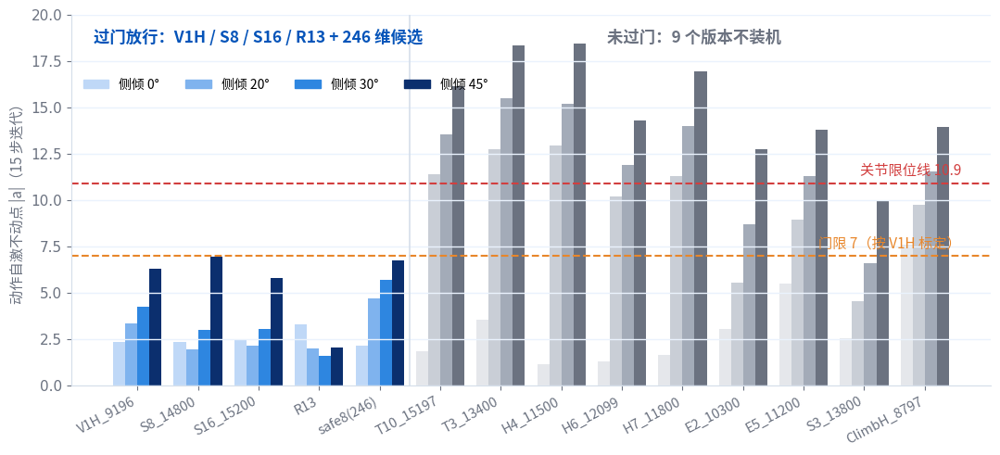 过门放行：V1H / S8 / S16 / R13 + 246 维候选
未过门：9 个版本不装机
侧倾 0°
侧倾 20°
侧倾 30°
侧倾 45°
动作自激不动点 |a|（15 步迭代）
20.0
17.5
15.0
12.5
10.0
7.5
5.0
2.5
0.0
关节限位线 10.9
门限 7（按 V1H 标定）
V1H_9196
S8_14800
S16_15200
R13
safe8(246)
T10_15197
T3_13400
H4_11500
H6_12099
H7_11800
E2_10300
E5_11200
S3_13800
ClimbH_8797